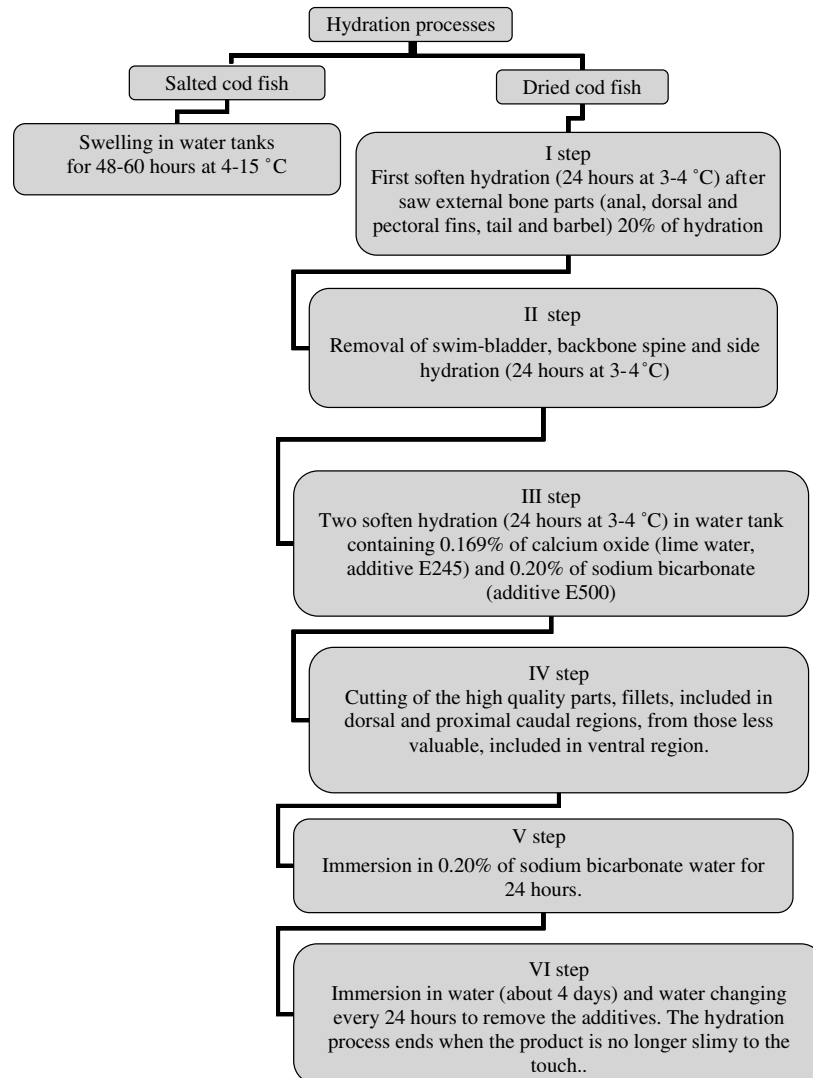 Hydration processes
Salted cod fish
Dried cod fish
Swelling in water tanks
for 48-60 hours at 4-15 ˚C
I step
First soften hydration (24 hours at 3-4 ˚C) after
saw external bone parts (anal, dorsal and
pectoral fins, tail and barbel) 20% of hydration
II step
Removal of swim-bladder, backbone spine and side
hydration (24 hours at 3-4˚C)
III step
Two soften hydration (24 hours at 3-4 ˚C) in water tank
containing 0.169% of calcium oxide (lime water,
additive E245) and 0.20% of sodium bicarbonate
(additive E500)
IV step
Cutting of the high quality parts, fillets, included in
dorsal and proximal caudal regions, from those less
valuable, included in ventral region.
V step
Immersion in 0.20% of sodium bicarbonate water for
24 hours.
VI step
Immersion in water (about 4 days) and water changing
every 24 hours to remove the additives. The hydration
process ends when the product is no longer slimy to the
touch..